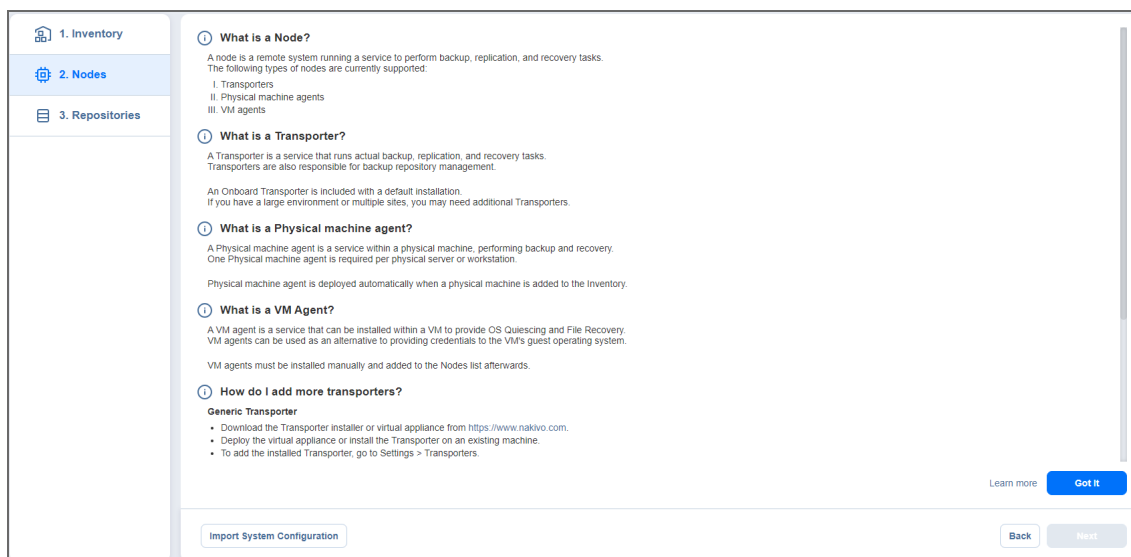 1. Inventory
2. Nodes
3. Repositories
What is a Node?
A node is a remote system running a service to perform backup, replication, and recovery tasks.
The following types of nodes are currently supported:
I. Transporters
II. Physical machine agents
III. VM agents
What is a Transporter?
A Transporter is a service that runs actual backup, replication, and recovery tasks.
Transporters are also responsible for backup repository management.
An Onboard Transporter is included with a default installation.
If you have a large environment or multiple sites, you may need additional Transporters.
What is a Physical machine agent?
A Physical machine agent is a service within a physical machine, performing backup and recovery.
One Physical machine agent is required per physical server or workstation.
Physical machine agent is deployed automatically when a physical machine is added to the Inventory.
What is a VM Agent?
A VM agent is a service that can be installed within a VM to provide OS Quiescing and File Recovery.
VM agents can be used as an alternative to providing credentials to the VM's guest operating system.
VM agents must be installed manually and added to the Nodes list afterwards.
How do I add more transporters?
Generic Transporter
• Download the Transporter installer or virtual appliance from https://www.nakivo.com.
• Deploy the virtual appliance or install the Transporter on an existing machine.
• To add the installed Transporter, go to Settings > Transporters.
Learn more
Got It
Import System Configuration
Back
Next